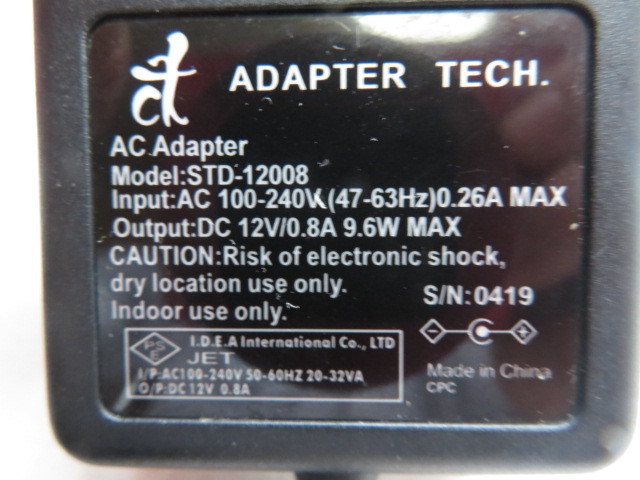 ADAPTER TECH.
AC Adapter
Model:STD-12008
Input:AC 100-240V (47-63Hz)0.26A MAX
Output:DC 12V/0.8A 9.6W MAX
CAUTION:Risk of electronic shock,
dry location use only.
Indoor use only.
S/N:0419
PS
E
I.D.E.A International Co., LTD
JET
I/P:AC100-240V 50-60HZ 20-32VA
O/P:DC 12V 0.8A
Made in China
CPC